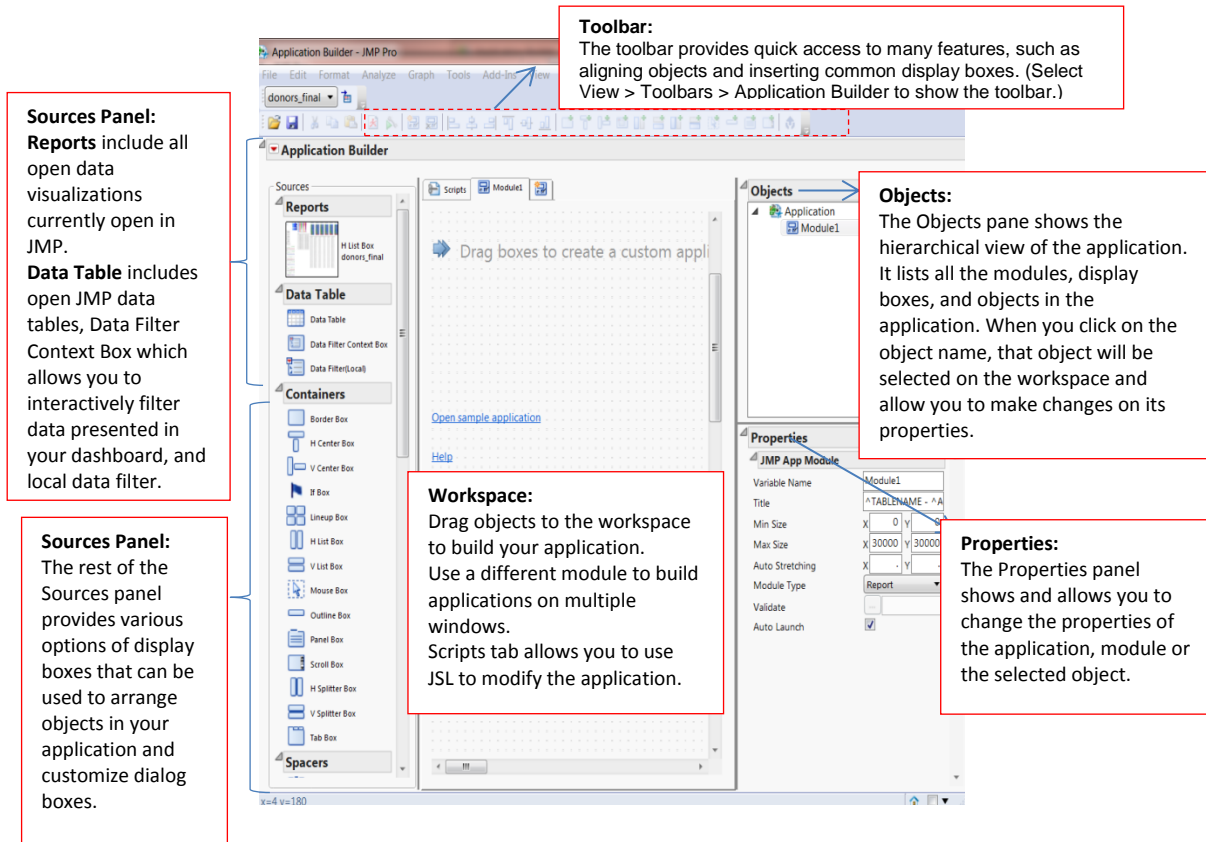 Toolbar:
The toolbar provides quick access to many features, such as
aligning objects and inserting common display boxes. (Select
View > Toolbars > Application Builder to show the toolbar.)
Application Builder - JMP Pro
File Edit Format Analyze Graph Tools Add-Ins View
donors_final
Sources Panel:
Reports include all
open data
visualizations
currently open in
JMP.
Data Table includes
open JMP data
tables, Data Filter
Context Box which
allows you to
interactively filter
data presented in
your dashboard, and
local data filter.
Sources Panel:
The rest of the
Sources panel
provides various
options of display
boxes that can be
used to arrange
objects in your
application and
customize dialog
boxes.
Application Builder
Sources
Reports
H List Box
donors_final
Data Table
Data Table
Data Filter Context Box
Data Filter(Local)
Containers
Border Box
H Center Box
V Center Box
If Box
Lineup Box
H List Box
V List Box
Mouse Box
Outline Box
Panel Box
Scroll Box
H Splitter Box
V Splitter Box
Tab Box
Spacers
x=4 y=180
Scripts Module1
Drag boxes to create a custom appli
Open sample application
Help
Workspace:
Drag objects to the workspace
to build your application.
Use a different module to build
applications on multiple
windows.
Scripts tab allows you to use
JSL to modify the application.
Objects
Application
Module1
Objects:
The Objects pane shows the
hierarchical view of the application.
It lists all the modules, display
boxes, and objects in the
application. When you click on the
object name, that object will be
selected on the workspace and
allow you to make changes on its
properties.
Properties
JMP App Module
Variable Name Module1
Title ^TABLENAME - ^A
Min Size X 0 Y
Max Size X 30000 Y 30000
Auto Stretching X - Y -
Module Type Report
Validate ...
Auto Launch
Properties:
The Properties panel
shows and allows you to
change the properties of
the application, module or
the selected object.